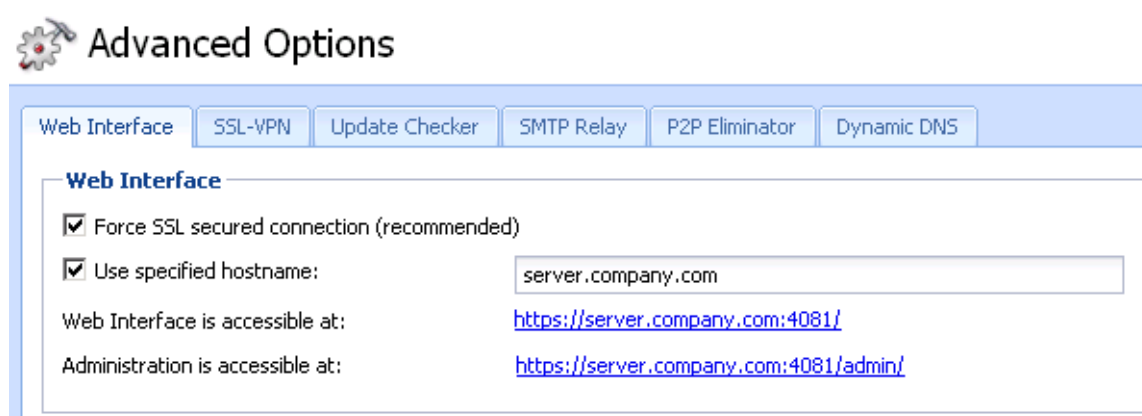 Advanced Options
Web Interface SSL-VPN Update Checker SMTP Relay P2P Eliminator Dynamic DNS
Web Interface
Force SSL secured connection (recommended)
Use specified hostname: server.company.com
Web Interface is accessible at: https://server.company.com:4081/
Administration is accessible at: https://server.company.com:4081/admin/